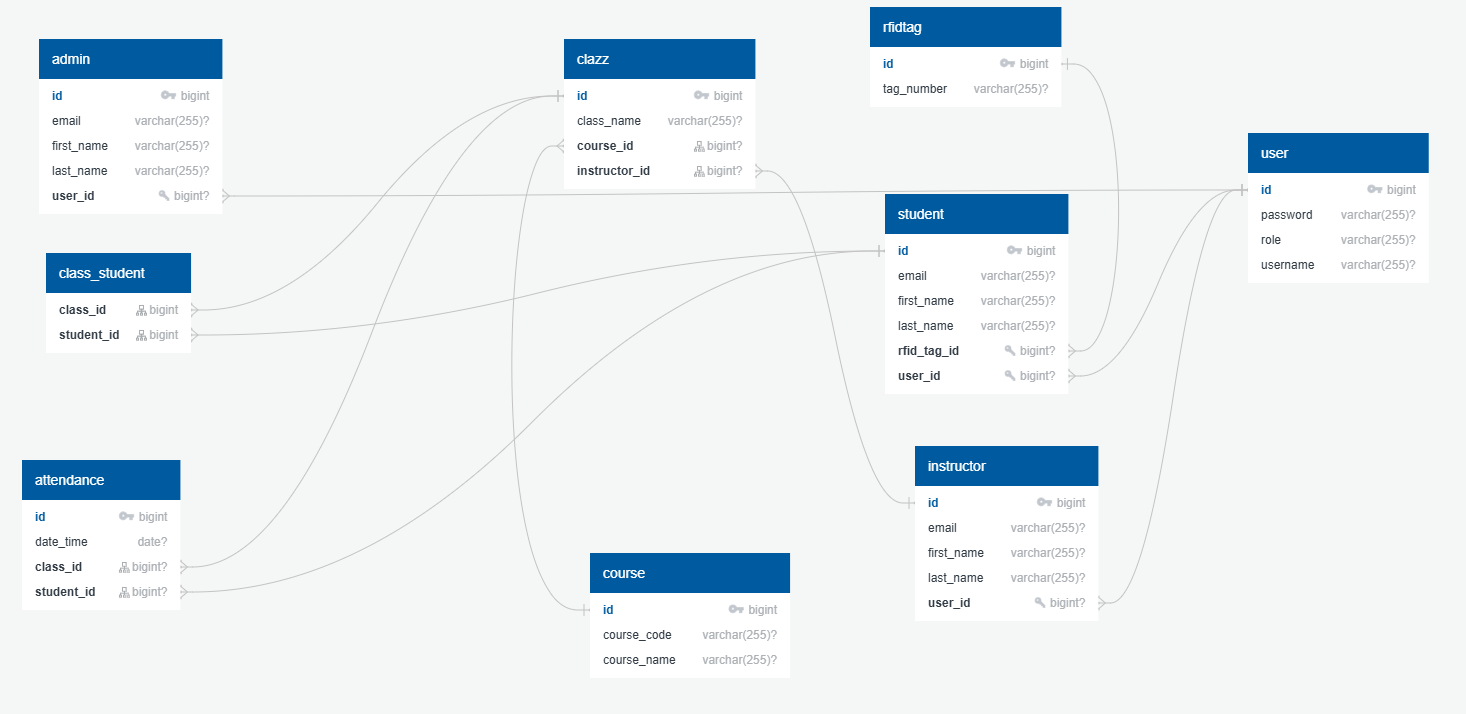 admin
id bigint
email varchar(255)?
first_name varchar(255)?
last_name varchar(255)?
user_id bigint?
clazz
id bigint
class_name varchar(255)?
course_id bigint?
instructor_id bigint?
rfidtag
id bigint
tag_number varchar(255)?
user
id bigint
password varchar(255)?
role varchar(255)?
username varchar(255)?
student
id bigint
email varchar(255)?
first_name varchar(255)?
last_name varchar(255)?
rfid_tag_id bigint?
user_id bigint?
class_student
class_id bigint
student_id bigint
attendance
id bigint
date_time date?
class_id bigint?
student_id bigint?
course
id bigint
course_code varchar(255)?
course_name varchar(255)?
instructor
id bigint
email varchar(255)?
first_name varchar(255)?
last_name varchar(255)?
user_id bigint?